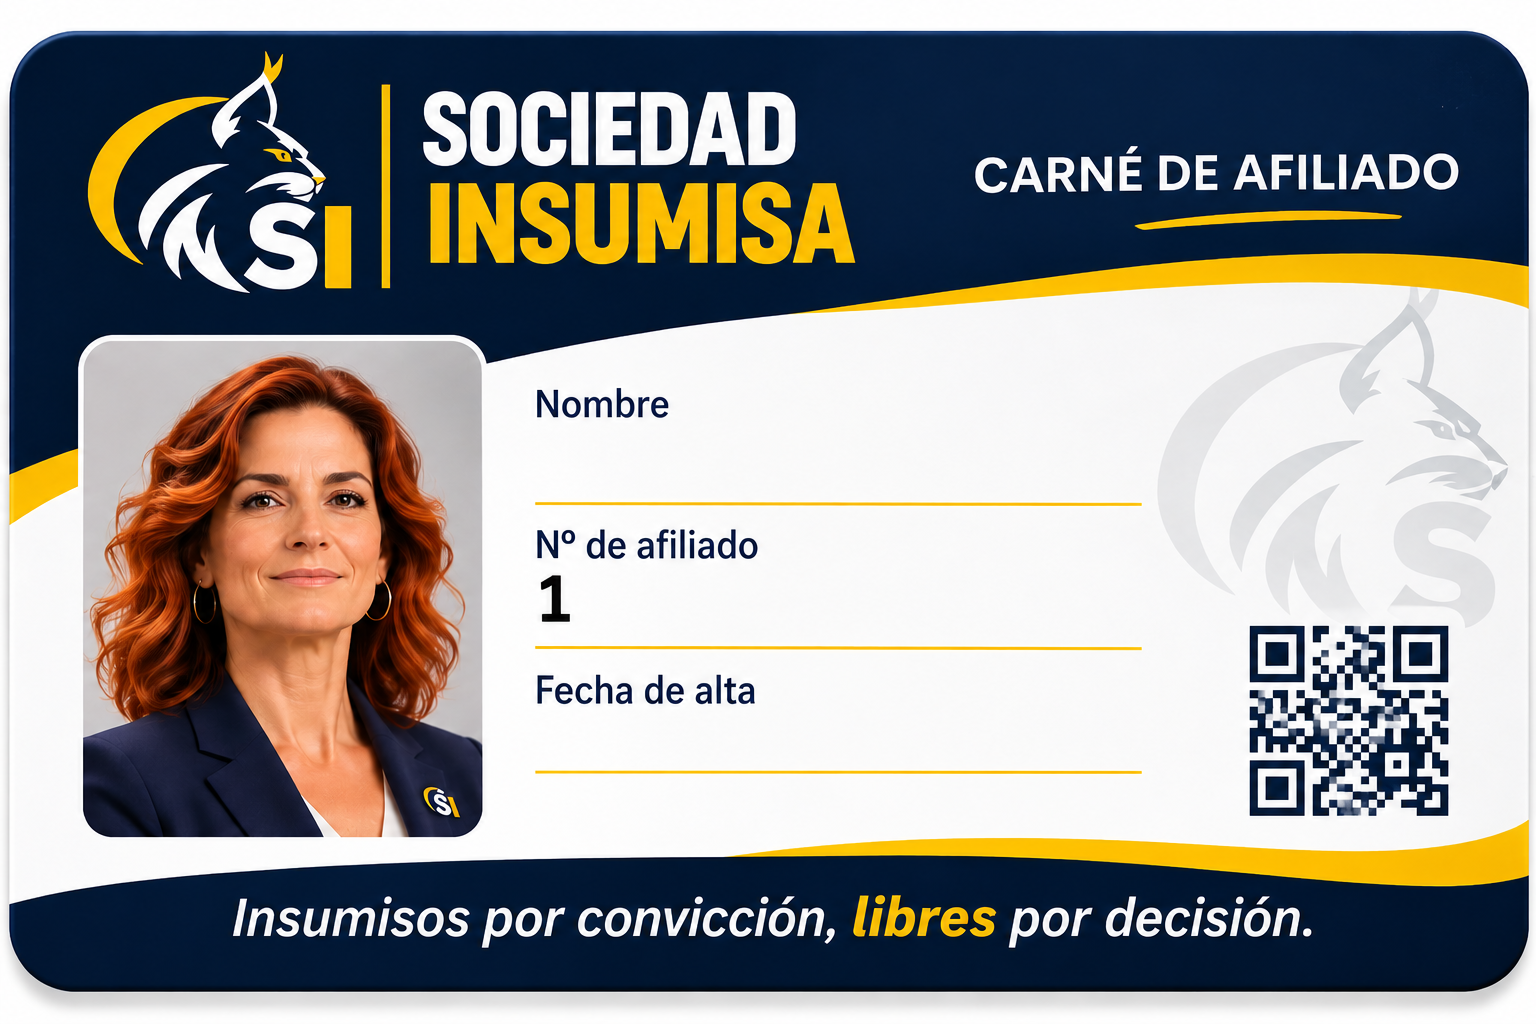 SI
SOCIEDAD
INSUMISA
CARNÉ DE AFILIADO
Nombre
Nº de afiliado
1
Fecha de alta
S
SI
Insumisos por convicción, libres por decisión.